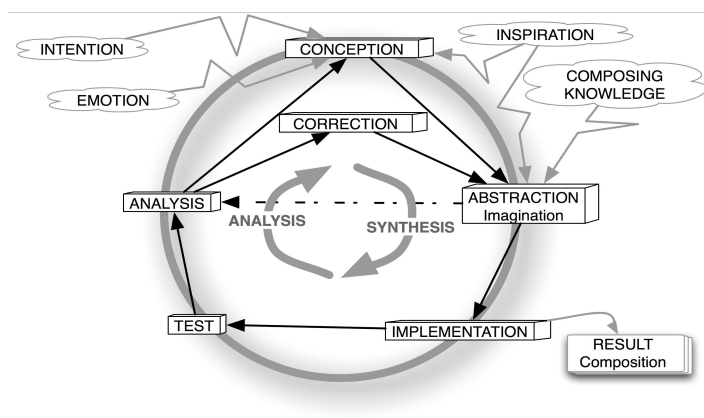 INTENTION
CONCEPTION
INSPIRATION
EMOTION
COMPOSING
KNOWLEDGE
CORRECTION
ANALYSIS
ABSTRACTION
Imagination
ANALYSIS
SYNTHESIS
TEST
IMPLEMENTATION
RESULT
Composition